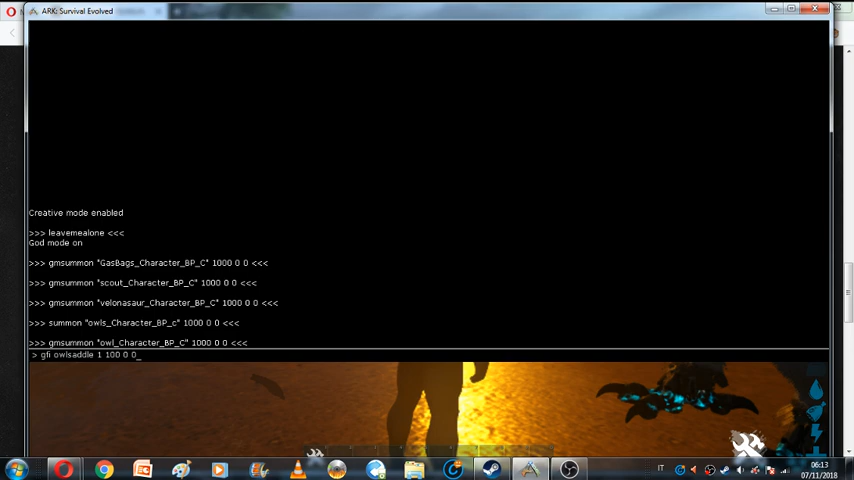 ARK: Survival Evolved
Creative mode enabled
>>> leavemealone <<<
God mode on
>>> gmsummon "GasBags_Character_BP_C" 1000 0 0 <<<
>>> gmsummon "scout_Character_BP_C" 1000 0 0 <<<
>>> gmsummon "velonasaur_Character_BP_C" 1000 0 0 <<<
>>> summon "owls_Character_BP_c" 1000 0 0 <<<
>>> gmsummon "owl_Character_BP_C" 1000 0 0 <<<
> gfi owlsaddle 1 100 0 0_
IT
06:13
07/11/2018